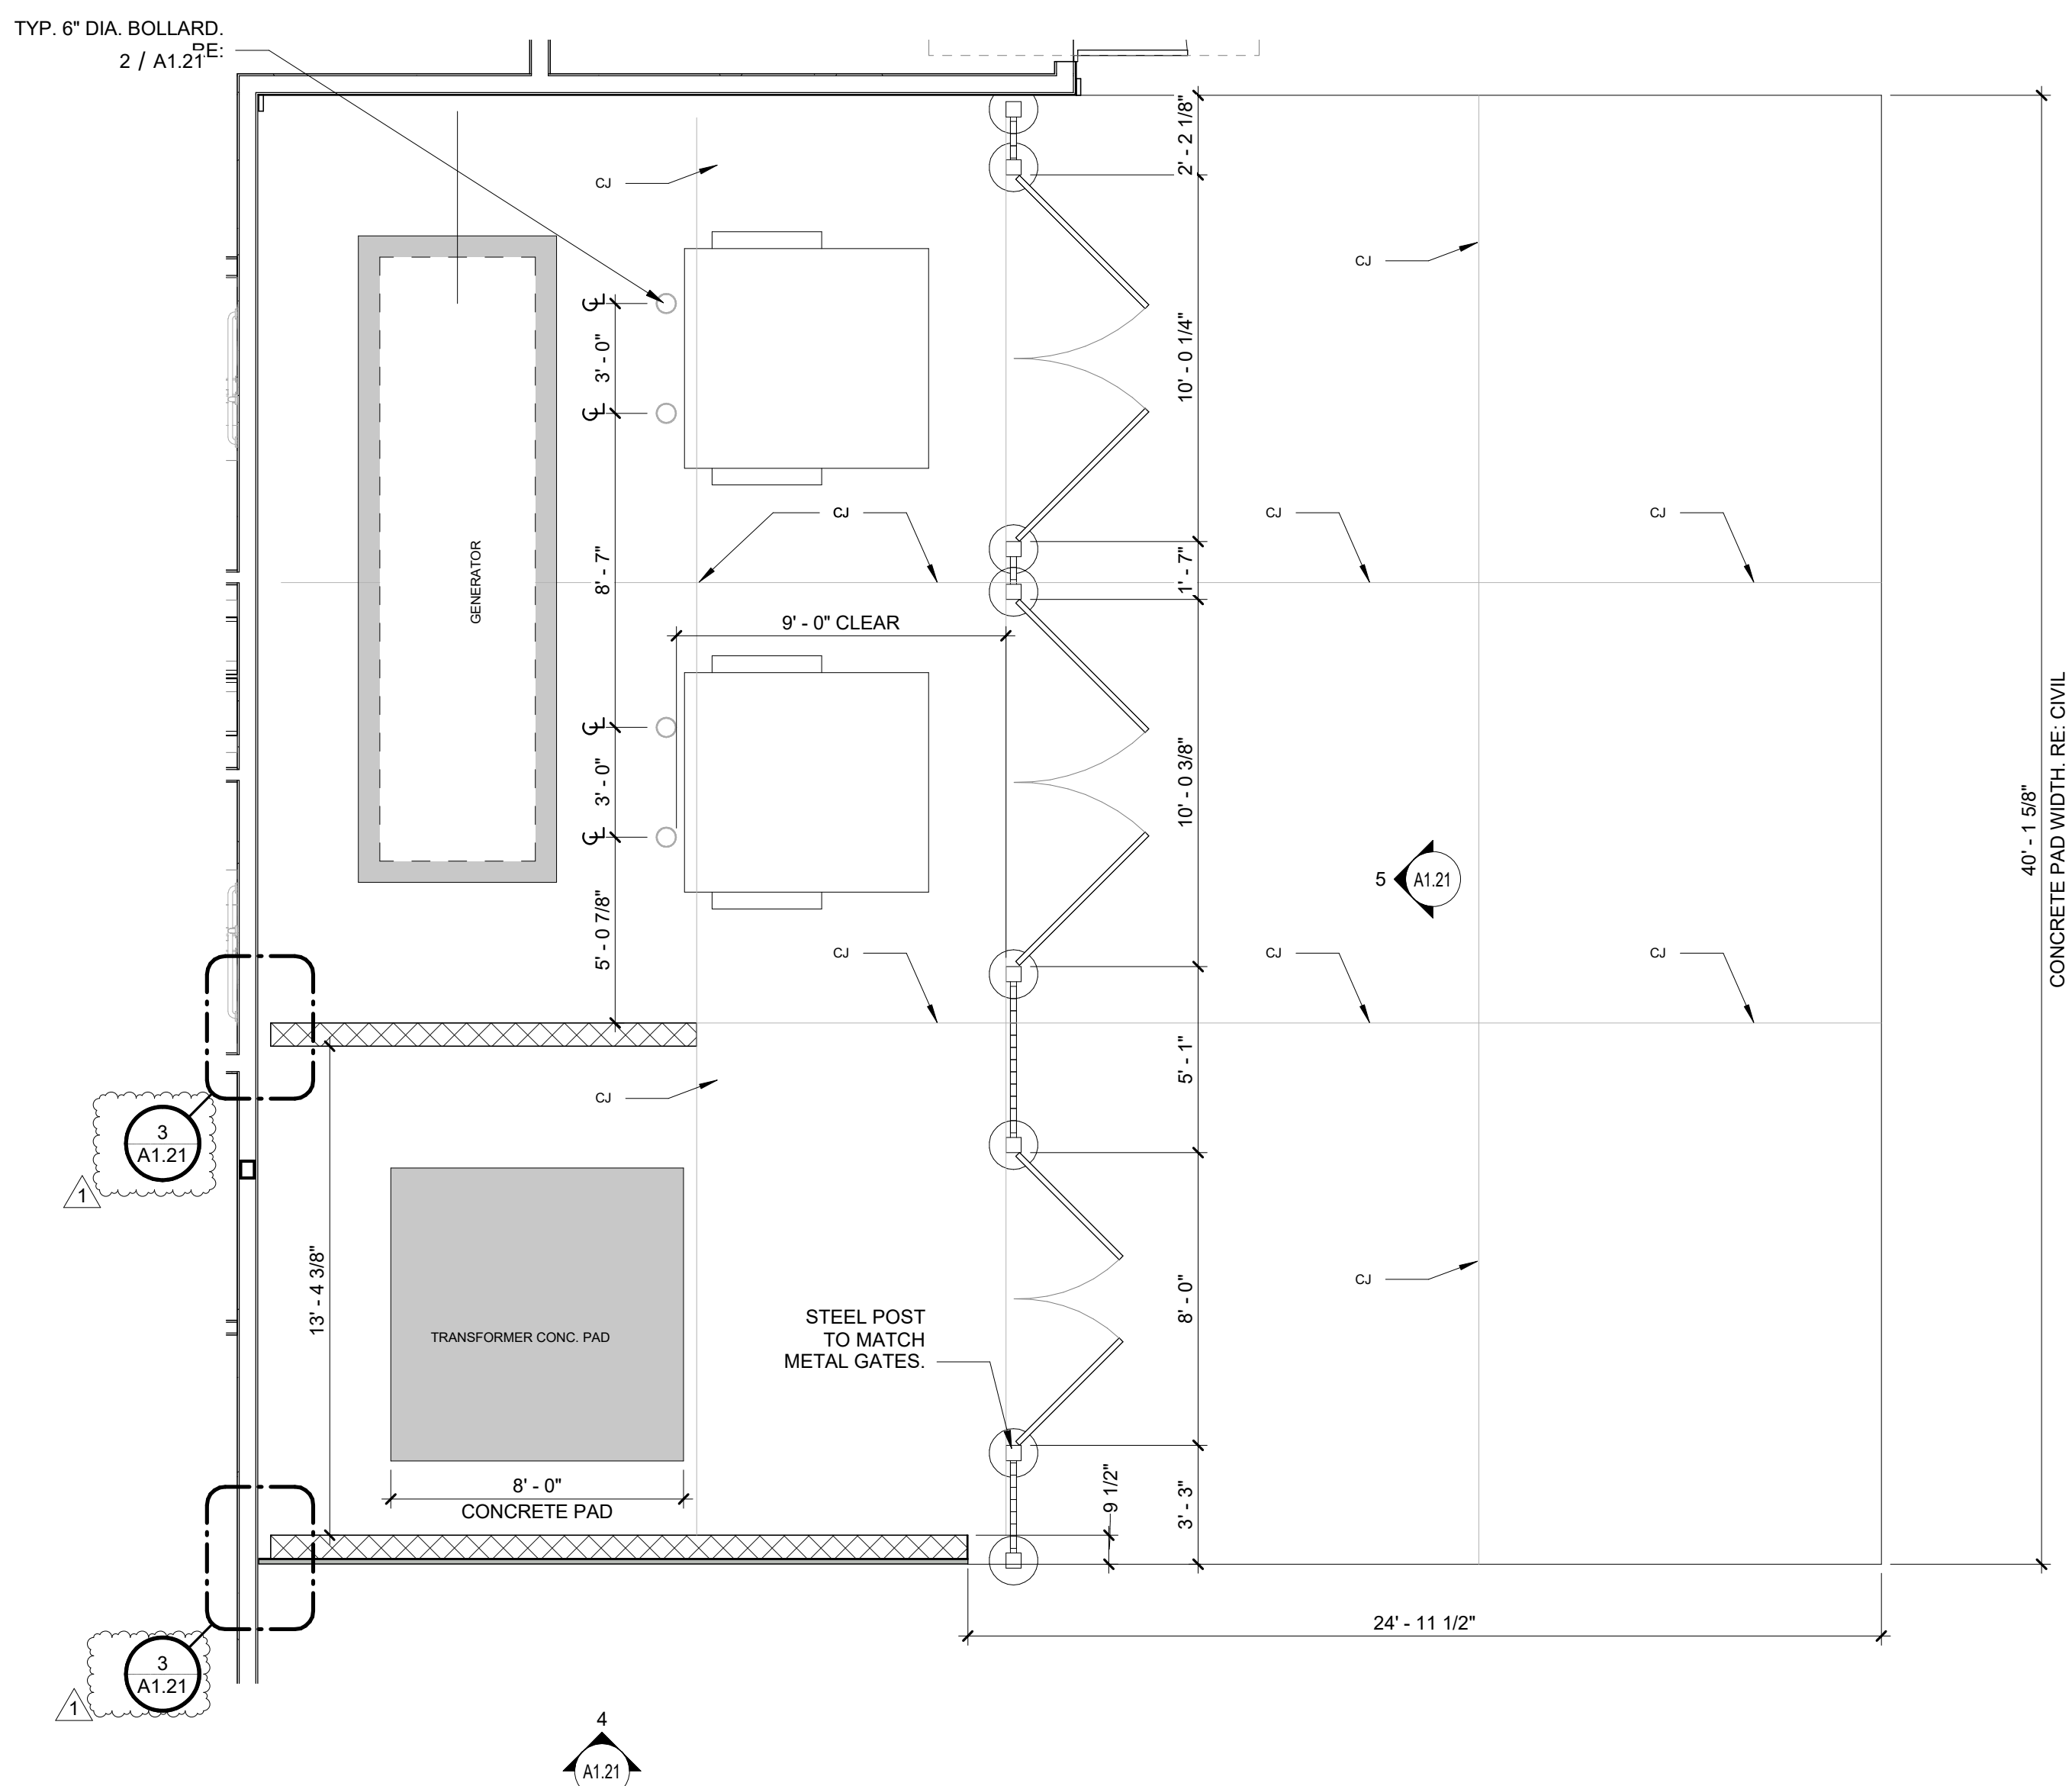 TYP. 6" DIA. BOLLARD.
RE:
2 / A1.21
CJ
2' - 2 1/8"
CJ
3' - 0"
10' - 0 1/4"
CJ
CJ
CJ
GENERATOR
8' - 7"
1' - 7"
9' - 0" CLEAR
3' - 0"
10' - 0 3/8"
40' - 1 5/8"
CONCRETE PAD WIDTH. RE: CIVIL
5
A1.21
5' - 0 7/8"
CJ
CJ
CJ
5' - 1"
CJ
3
A1.21
1
13' - 4 3/8"
TRANSFORMER CONC. PAD
STEEL POST
TO MATCH
METAL GATES.
8' - 0"
CJ
8' - 0"
CONCRETE PAD
9 1/2"
3' - 3"
24' - 11 1/2"
3
A1.21
1
4
A1.21